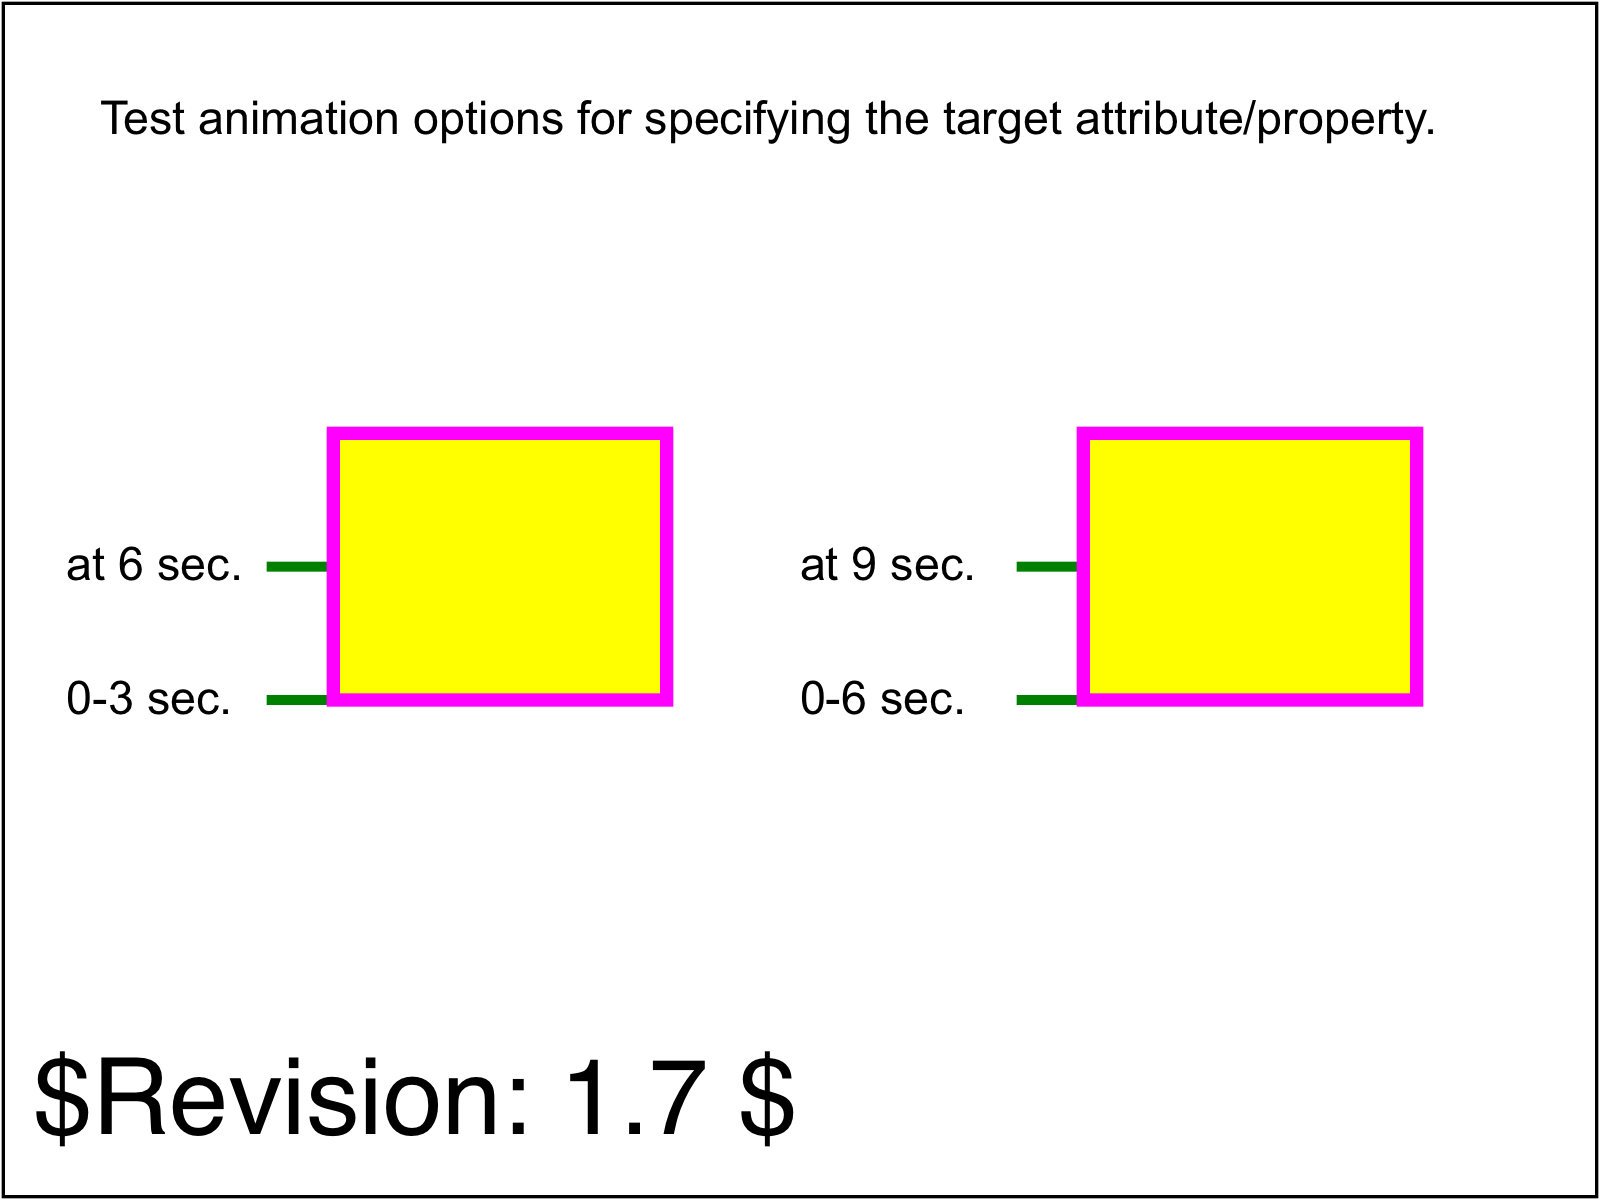 Test animation options for specifying the target attribute/property.
at 6 sec.
at 9 sec.
0-3 sec.
0-6 sec.
$Revision: 1.7 $